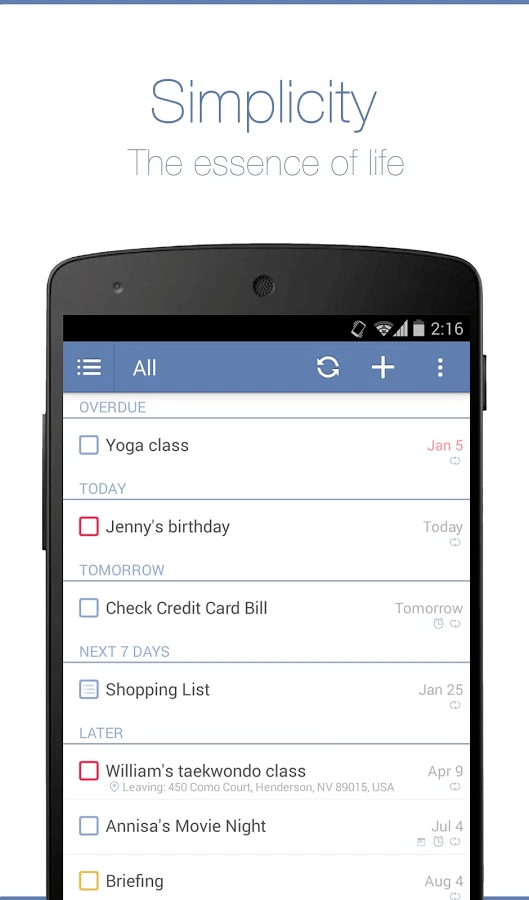 Simplicity
The essence of life
2:16
All
OVERDUE
Yoga class Jan 5
TODAY
Jenny's birthday Today
TOMORROW
Check Credit Card Bill Tomorrow
NEXT 7 DAYS
Shopping List Jan 25
LATER
William's taekwondo class Apr 9
Leaving: 450 Como Court, Henderson, NV 89015, USA
Annisa's Movie Night Jul 4
Briefing Aug 4